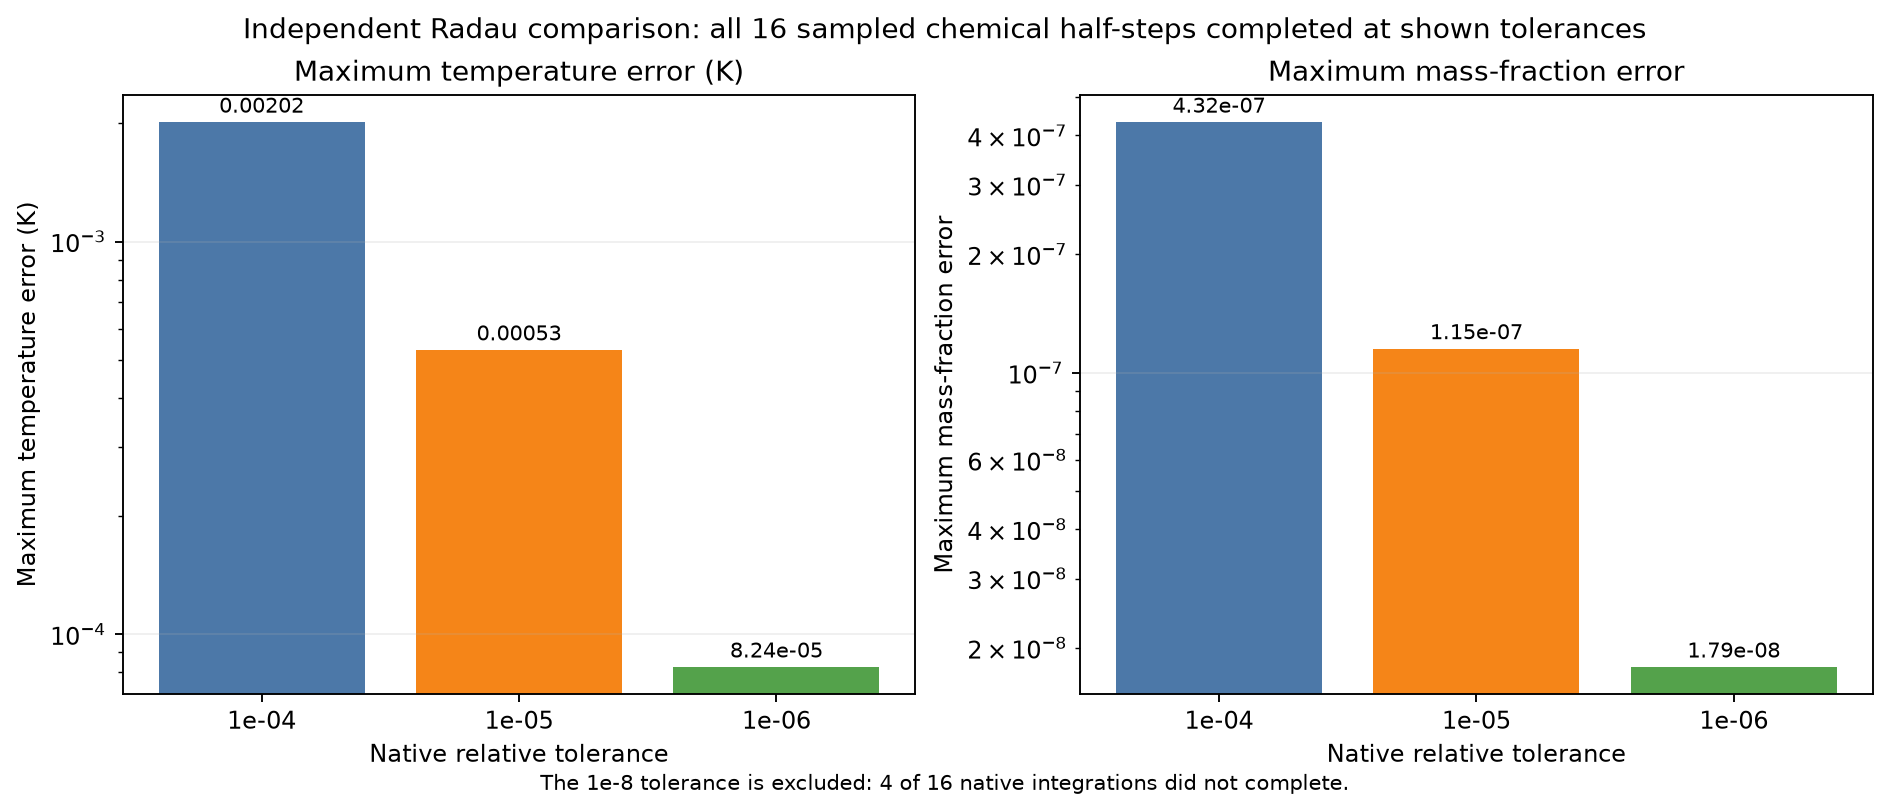 Independent Radau comparison: all 16 sampled chemical half-steps completed at shown tolerances
Maximum temperature error (K)
Maximum temperature error (K)
10⁻³
10⁻⁴
0.00202
0.00053
8.24e-05
1e-04
1e-05
1e-06
Native relative tolerance
Maximum mass-fraction error
Maximum mass-fraction error
4 × 10⁻⁷
3 × 10⁻⁷
2 × 10⁻⁷
10⁻⁷
6 × 10⁻⁸
4 × 10⁻⁸
3 × 10⁻⁸
2 × 10⁻⁸
4.32e-07
1.15e-07
1.79e-08
1e-04
1e-05
1e-06
Native relative tolerance
The 1e-8 tolerance is excluded: 4 of 16 native integrations did not complete.